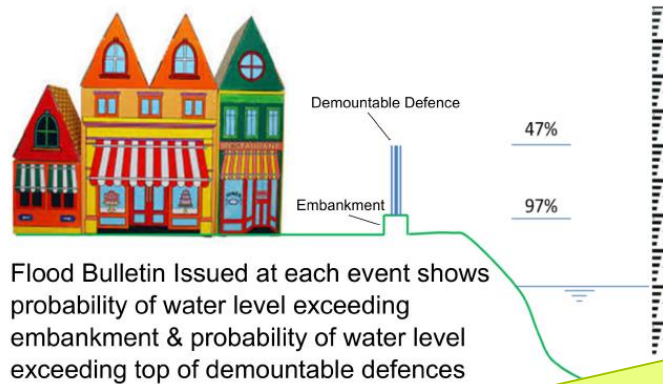 Demountable Defence
47%
Embankment
97%
Flood Bulletin Issued at each event shows
probability of water level exceeding
embankment & probability of water level
exceeding top of demountable defences